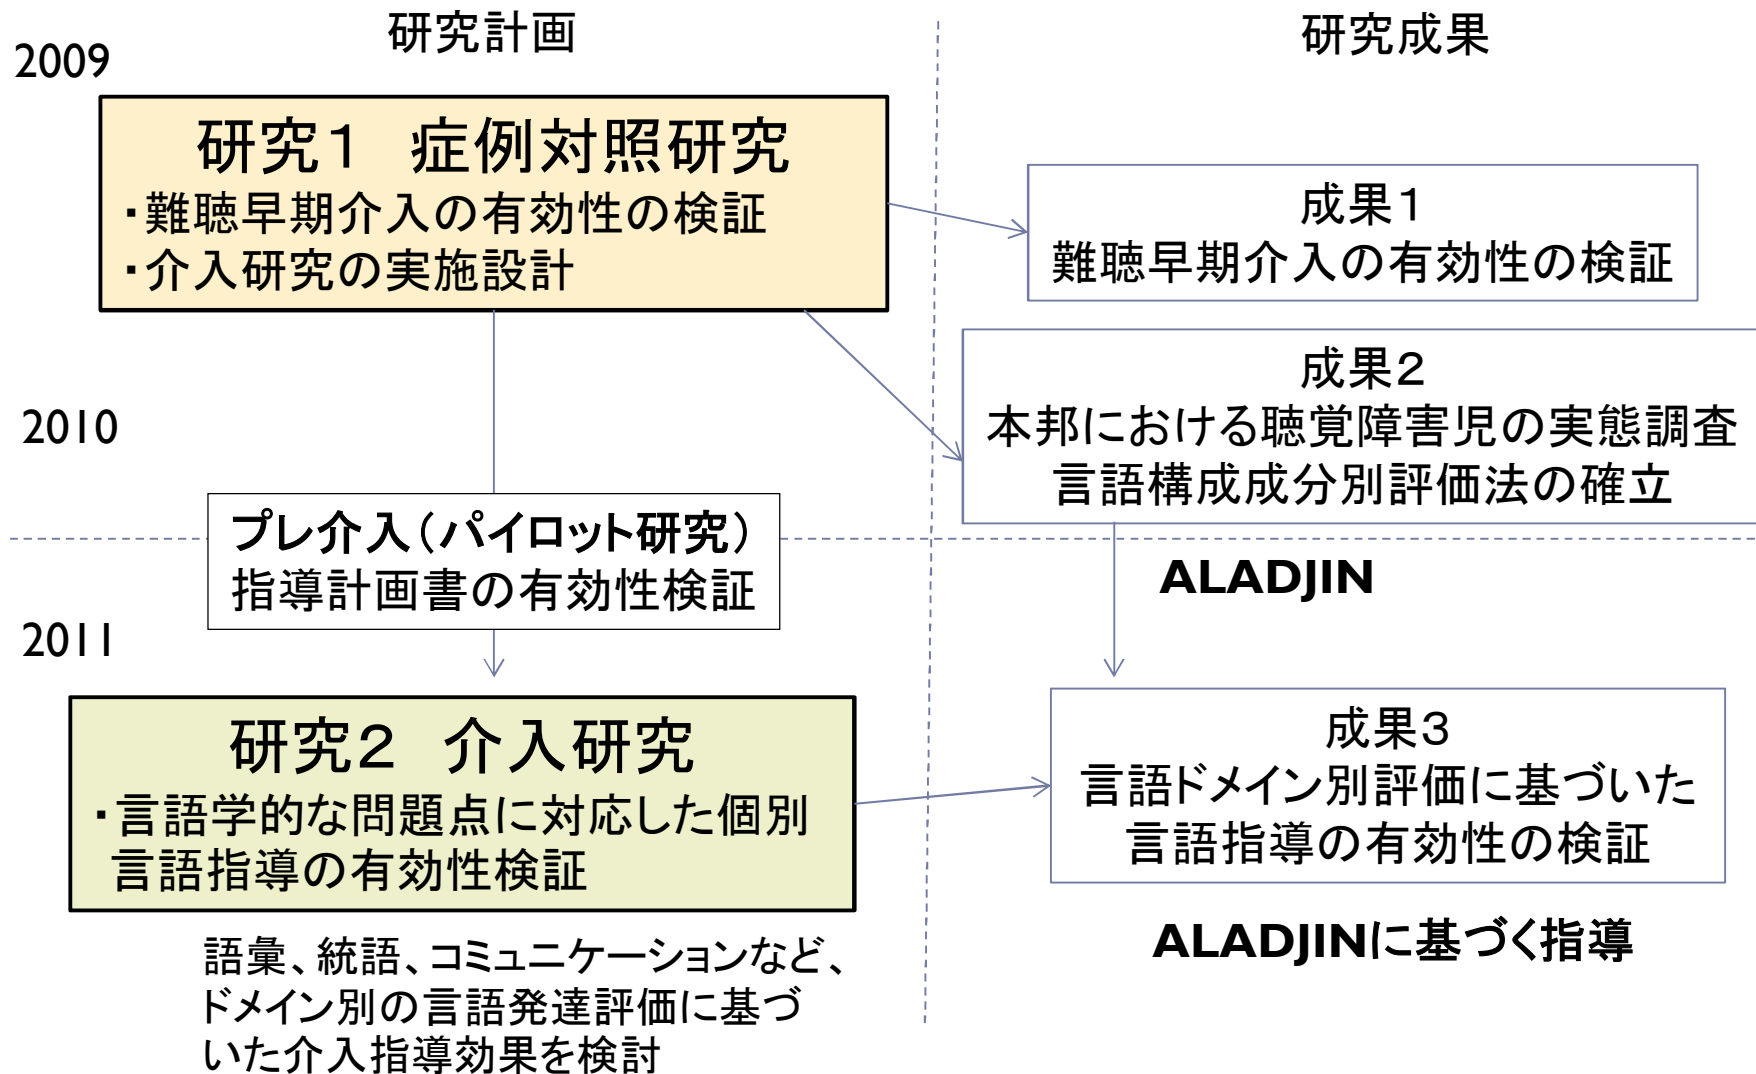 研究計画
研究成果
2009
研究1 症例対照研究
・難聴早期介入の有効性の検証
・介入研究の実施設計
成果1
難聴早期介入の有効性の検証
成果2
本邦における聴覚障害児の実態調査
言語構成成分別評価法の確立
2010
プレ介入(パイロット研究)
指導計画書の有効性検証
ALADJIN
2011
研究2 介入研究
・言語学的な問題点に対応した個別
言語指導の有効性検証
成果3
言語ドメイン別評価に基づいた
言語指導の有効性の検証
ALADJINに基づく指導
語彙、統語、コミュニケーションなど、
ドメイン別の言語発達評価に基づ
いた介入指導効果を検討